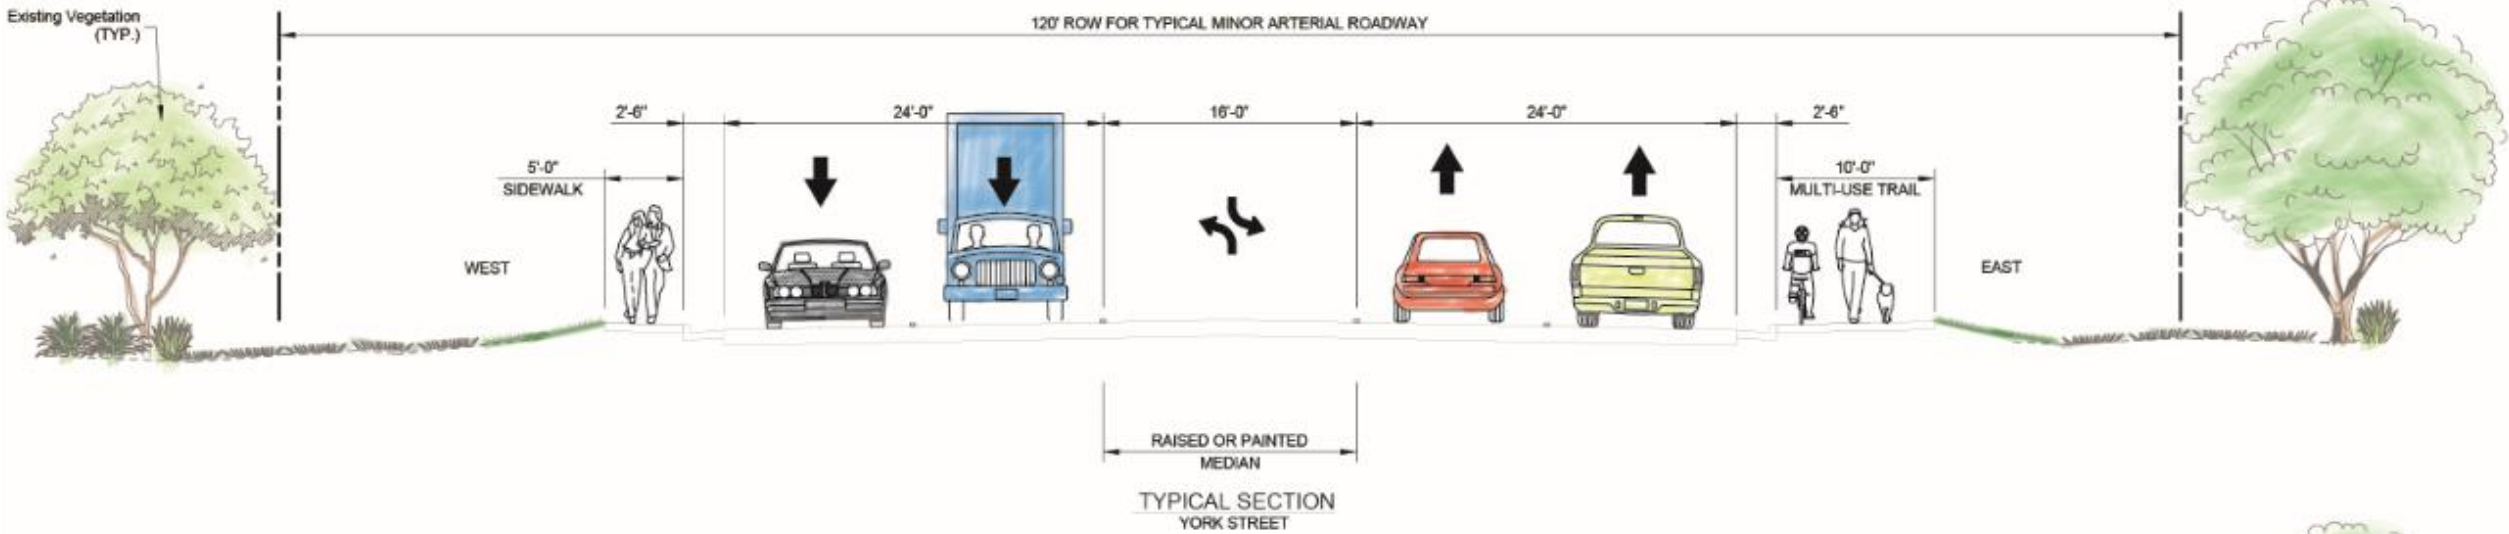 Existing Vegetation
(TYP.)
120' ROW FOR TYPICAL MINOR ARTERIAL ROADWAY
2'-6"
24'-0"
16'-0"
24'-0"
2'-6"
5'-0"
SIDEWALK
10'-0"
MULTI-USE TRAIL
WEST
EAST
RAISED OR PAINTED
MEDIAN
TYPICAL SECTION
YORK STREET